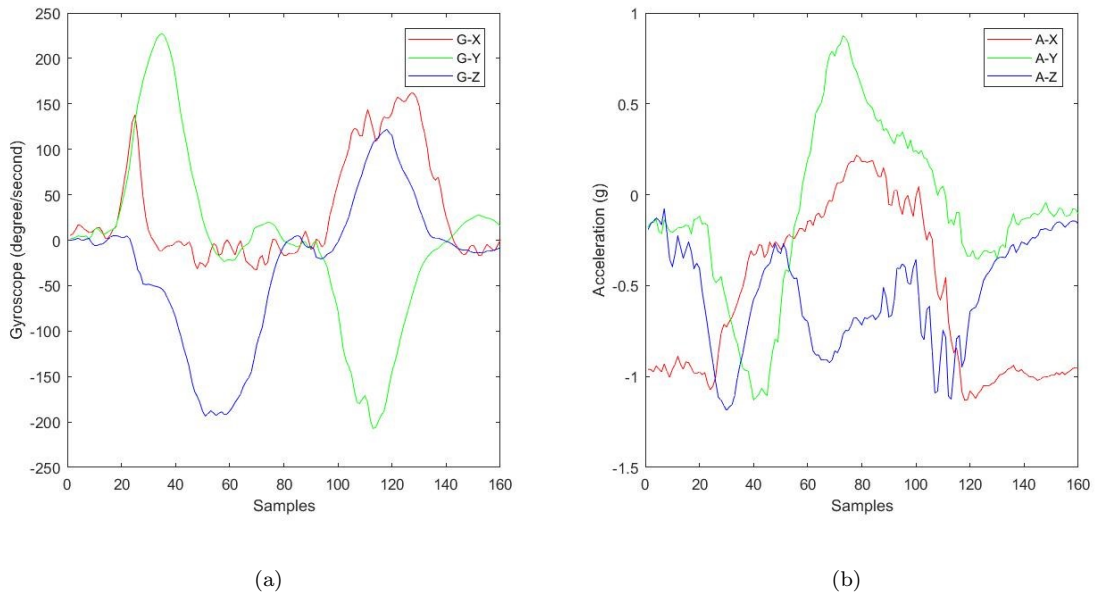 250
200
150
100
50
0
-50
-100
-150
-200
-250
Gyroscope (degree/second)
G-X
G-Y
G-Z
0 20 40 60 80 100 120 140 160
Samples
(a)
1
0.5
0
-0.5
-1
-1.5
Acceleration (g)
A-X
A-Y
A-Z
0 20 40 60 80 100 120 140 160
Samples
(b)